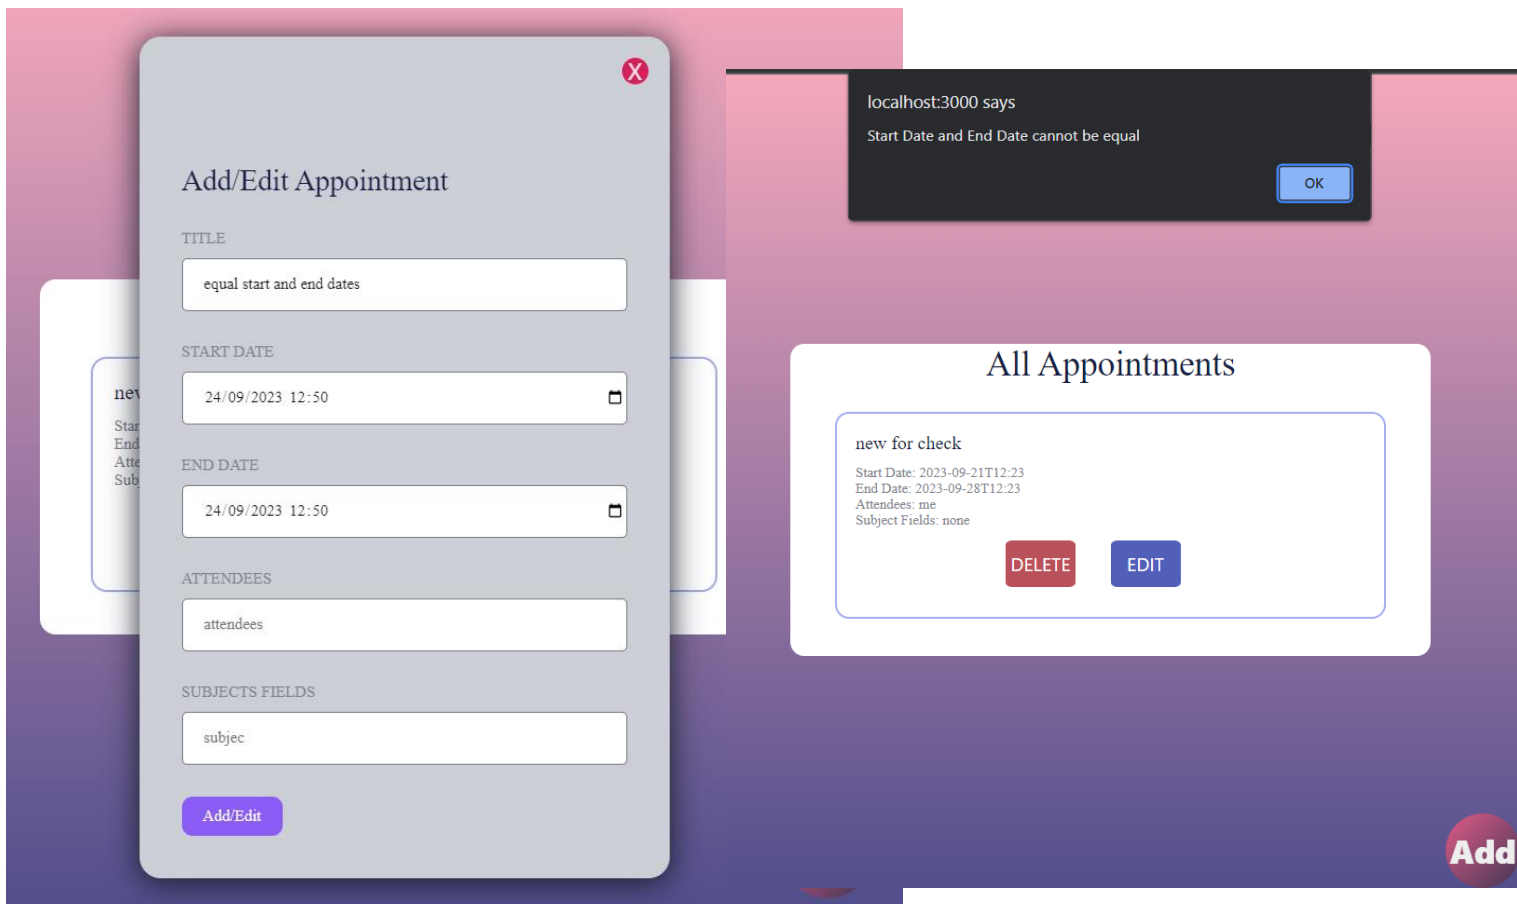 X
Add/Edit Appointment
TITLE
equal start and end dates
START DATE
24/09/2023 12:50
END DATE
24/09/2023 12:50
ATTENDEES
attendees
SUBJECTS FIELDS
subjec
Add/Edit
localhost:3000 says
Start Date and End Date cannot be equal
OK
All Appointments
new for check
Start Date: 2023-09-21T12:23
End Date: 2023-09-28T12:23
Attendees: me
Subject Fields: none
DELETE EDIT
Add